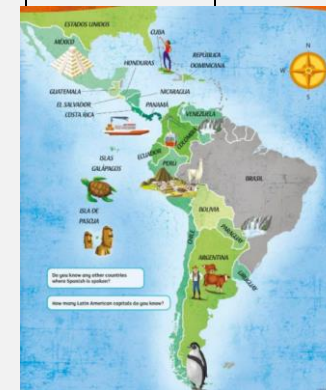 ESTADOS UNIDOS
MÉXICO
CUBA
REPÚBLICA
DOMINICANA
HONDURAS
GUATEMALA
NICARAGUA
EL SALVADOR
PANAMÁ
COSTA RICA
VENEZUELA
COLOMBIA
ISLAS
GALÁPAGOS
ECUADOR
PERÚ
BRASIL
ISLA DE
PASCUA
BOLIVIA
PARAGUAY
CHILE
ARGENTINA
URUGUAY
Do you know any other countries
where Spanish is spoken?
How many Latin American capitals do you know?
N
W
E
S